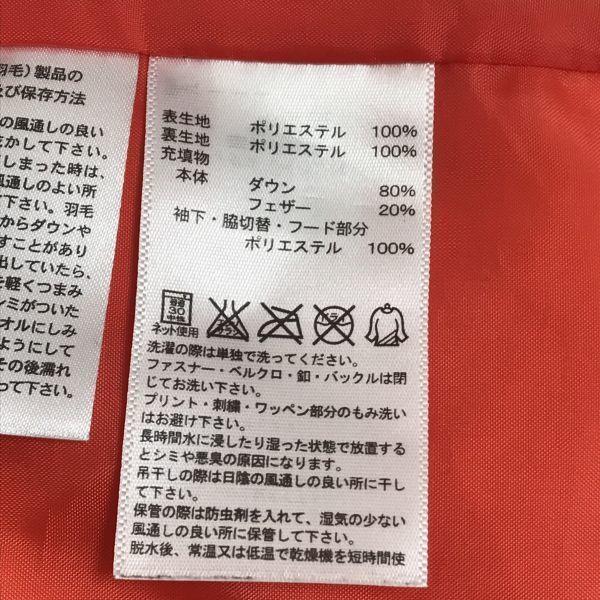 羽毛)製品の
及び保存方法
の風通しの良い
かして下さい。
しまった時は、
通しのよい所
て下さい。羽毛
からダウンや
すことがあり
出していたら、
を軽くつまみ
シミがついた
オルにしみ
ようにして
その後濡れ
って下さい。
表生地 ポリエステル 100%
裏生地 ポリエステル 100%
充填物
本体 ダウン 80%
フェザー 20%
袖下・脇切替・フード部分
ポリエステル 100%
30
中性
ネット使用
洗濯の際は単独で洗ってください。
ファスナー・ベルクロ・釦・バックルは閉
じてお洗い下さい。
プリント・刺繍・ワッペン部分のもみ洗い
はお避け下さい。
長時間水に浸したり湿った状態で放置する
とシミや悪臭の原因になります。
吊干しの際は日陰の風通しの良い所に干し
て下さい。
保管の際は防虫剤を入れて、湿気の少ない
風通しの良い所に保管して下さい。
脱水後、常温又は低温で乾燥機を短時間使